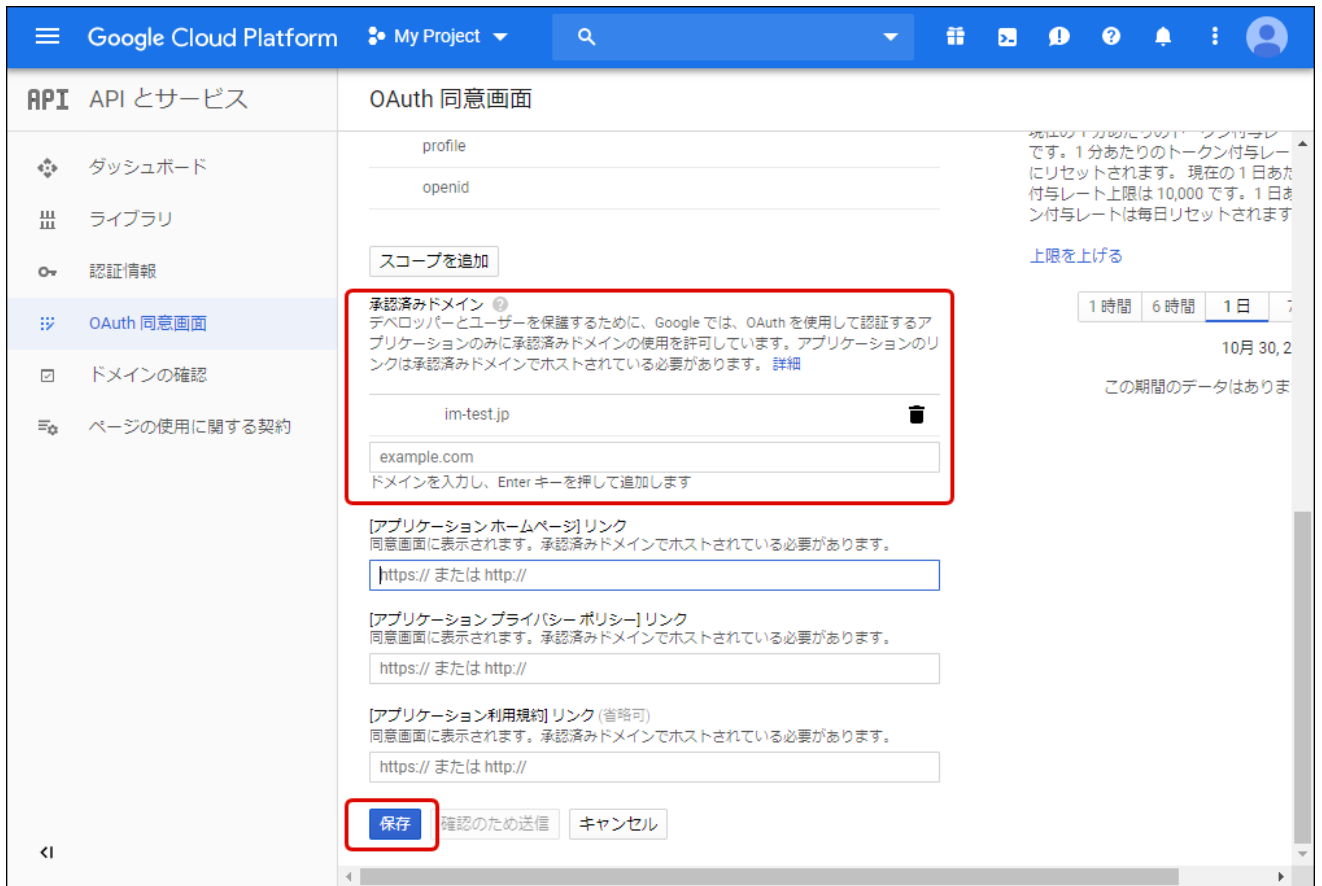 Google Cloud Platform
My Project
API APIとサービス
ダッシュボード
ライブラリ
認証情報
OAuth 同意画面
ドメインの確認
ページの使用に関する契約
OAuth 同意画面
profile
openid
スコープを追加
承認済みドメイン
デベロッパーとユーザーを保護するために、Google では、OAuth を使用して認証するア
プリケーションのみに承認済みドメインの使用を許可しています。アプリケーションのリ
ンクは承認済みドメインでホストされている必要があります。 詳細
im-test.jp
example.com
ドメインを入力し、Enter キーを押して追加します
[アプリケーション ホームページ] リンク
同意画面に表示されます。承認済みドメインでホストされている必要があります。
https:// または http://
[アプリケーション プライバシー ポリシー] リンク
同意画面に表示されます。承認済みドメインでホストされている必要があります。
https:// または http://
[アプリケーション利用規約] リンク (省略可)
同意画面に表示されます。承認済みドメインでホストされている必要があります。
https:// または http://
保存 確認のため送信 キャンセル
現在の 1 分あたりのトークン付与レー
です。1 分あたりのトークン付与レー
にリセットされます。 現在の 1 日あた
付与レート上限は 10,000 です。1 日あ
ン付与レートは毎日リセットされます
上限を上げる
1 時間 6 時間 1 日
10月 30, 2
この期間のデータはありま